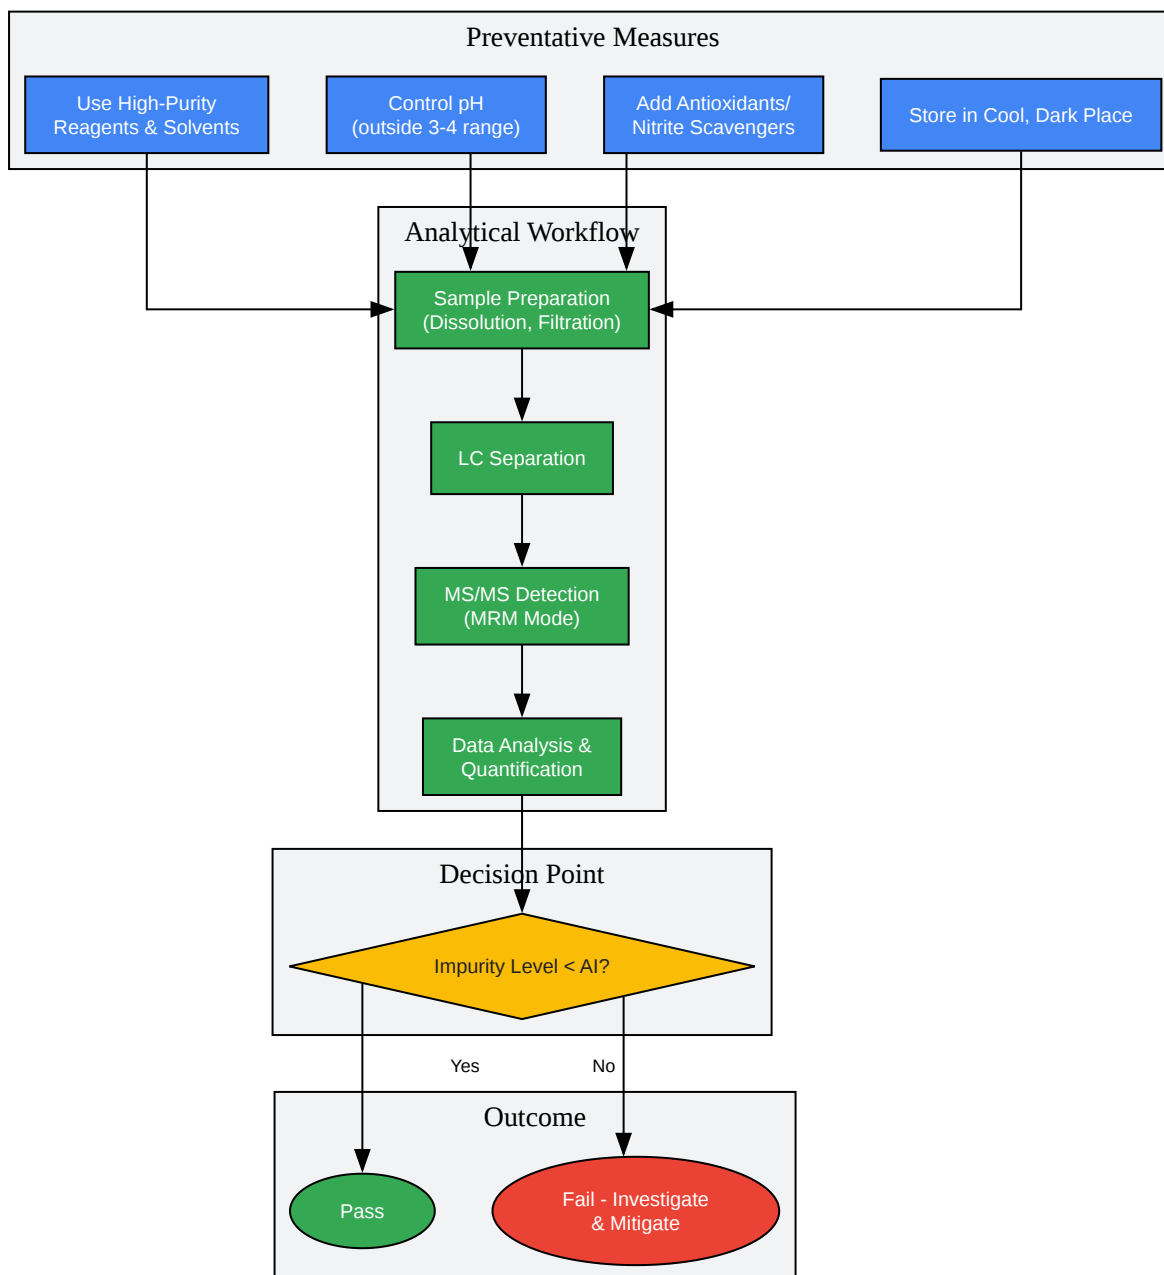 Preventative Measures
Use High-Purity
Reagents & Solvents
Control pH
(outside 3-4 range)
Add Antioxidants/
Nitrite Scavengers
Store in Cool, Dark Place
Analytical Workflow
Sample Preparation
(Dissolution, Filtration)
LC Separation
MS/MS Detection
(MRM Mode)
Data Analysis &
Quantification
Decision Point
Impurity Level < AI?
Yes
No
Outcome
Pass
Fail - Investigate
& Mitigate